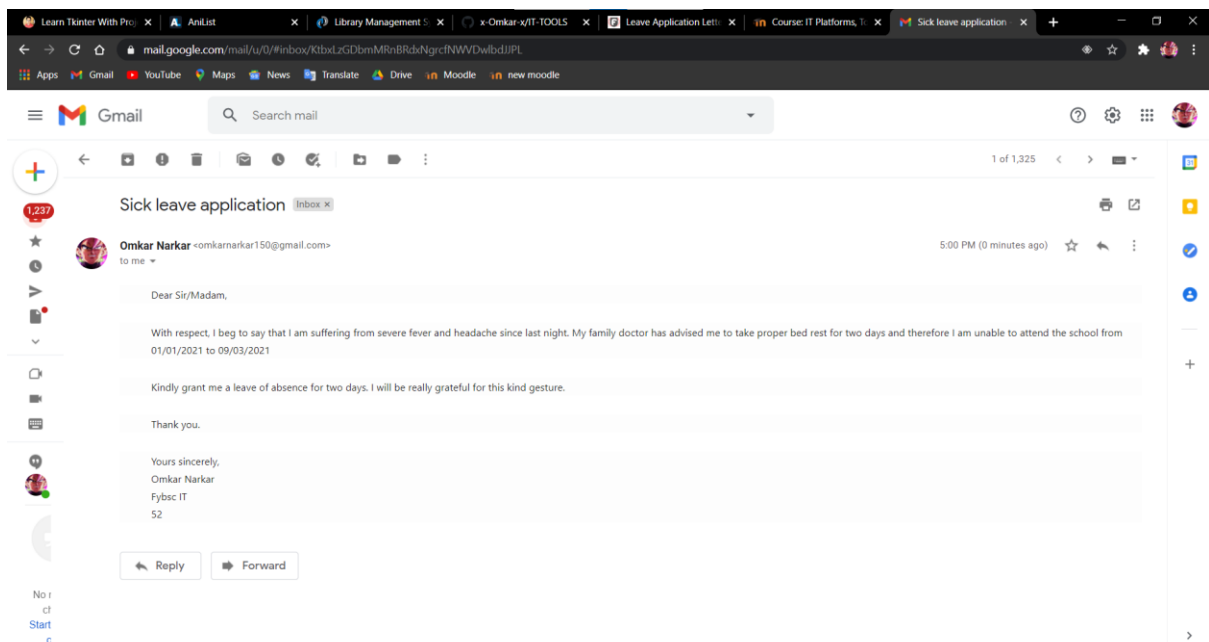 Learn Tkinter With Proj
AniList
Library Management S
x-Omkar-x/IT-TOOLS
Leave Application Lette
Course: IT Platforms, To
Sick leave application -
mail.google.com/mail/u/0/#inbox/
Apps Gmail YouTube Maps News Translate Drive Moodle new moodle
Gmail
Search mail
1 of 1,325
1,237
Sick leave application Inbox ×
Omkar Narkar <omkarnarkar150@gmail.com>
5:00 PM (0 minutes ago)
to me
Dear Sir/Madam,
With respect, I beg to say that I am suffering from severe fever and headache since last night. My family doctor has advised me to take proper bed rest for two days and therefore I am unable to attend the school from
01/01/2021 to 09/03/2021
Kindly grant me a leave of absence for two days. I will be really grateful for this kind gesture.
Thank you.
Yours sincerely,
Omkar Narkar
Fybsc IT
52
Reply
Forward
No r
ch
Start